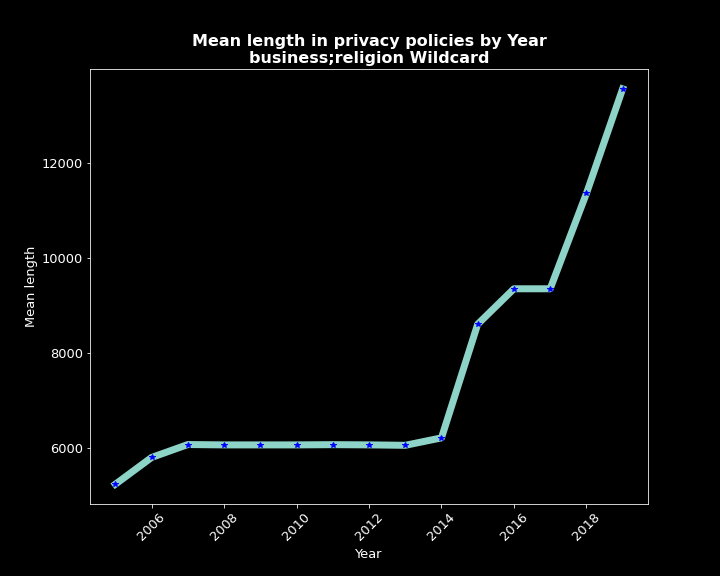 Mean length in privacy policies by Year
business;religion Wildcard
Mean length
12000
10000
8000
6000
2006
2008
2010
2012
2014
2016
2018
Year